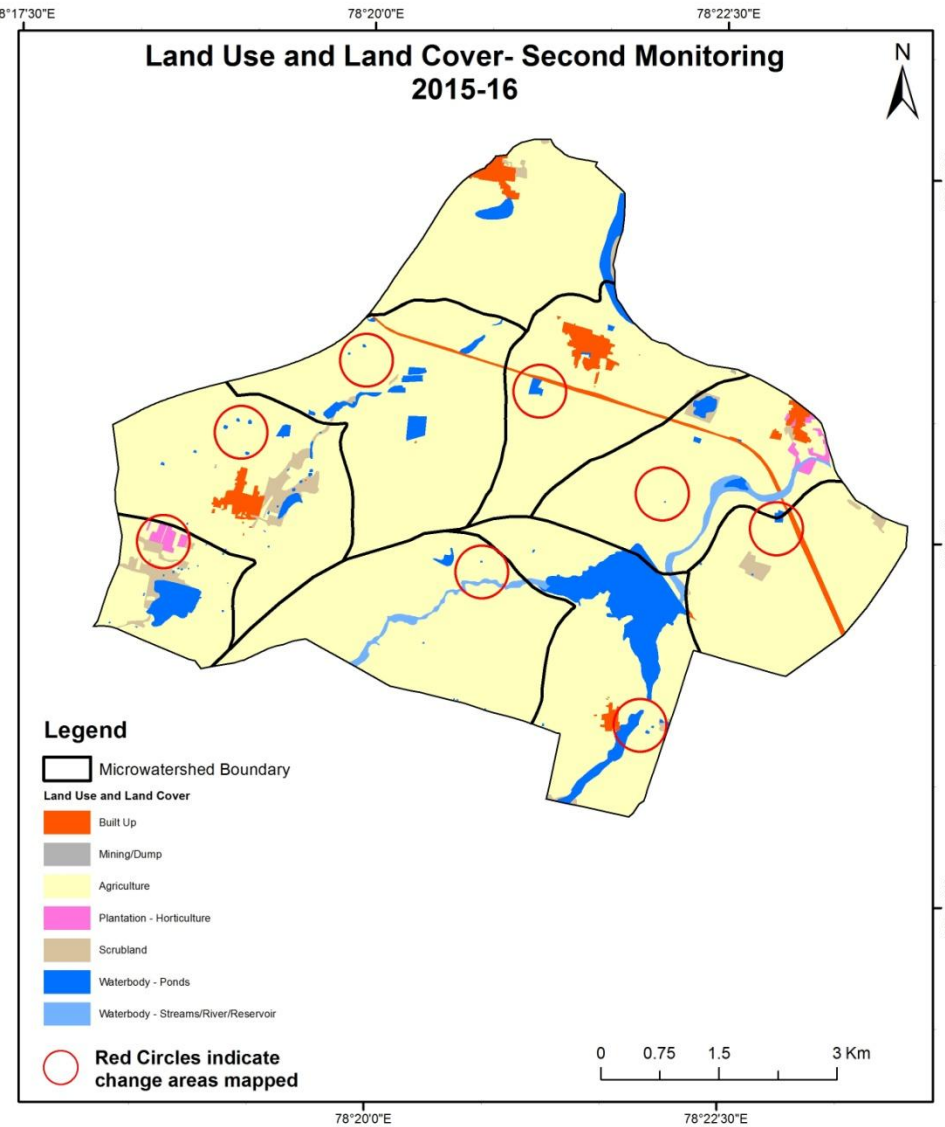 8°17'30"E 78°20'0"E 78°22'30"E
Land Use and Land Cover- Second Monitoring
2015-16
N
Legend
Microwatershed Boundary
Land Use and Land Cover
Built Up
Mining/Dump
Agriculture
Plantation - Horticulture
Scrubland
Waterbody - Ponds
Waterbody - Streams/River/Reservoir
Red Circles indicate
change areas mapped
0 0.75 1.5 3 Km
78°20'0"E 78°22'30"E